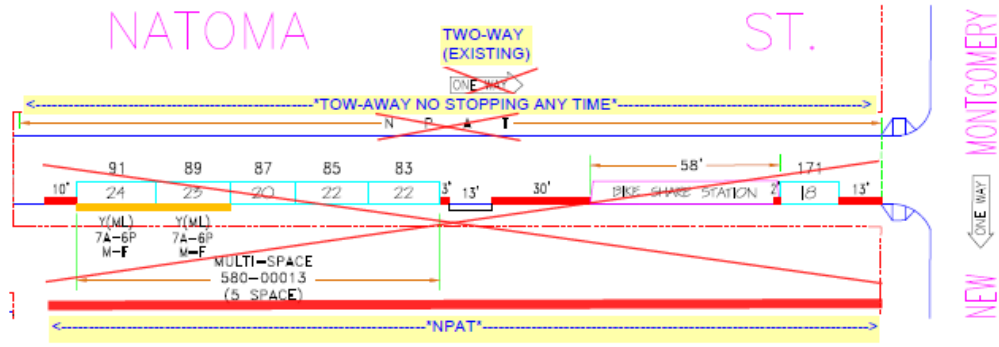 NATOMA ST.
TWO-WAY
(EXISTING)
ONE WAY
<----*TOW-AWAY NO STOPPING ANY TIME*---->
N P A T
91 89 87 85 83 58' 171
10' 24 23 20 22 22 3' 13' 30' BIKE SHARE STATION 2' 18 13'
Y(ML) Y(ML)
7A-6P 7A-6P
M-F M-F
MULTI-SPACE
580-00013
(5 SPACE)
<----*NPAT*---->
NEW MONTGOMERY
ONE WAY